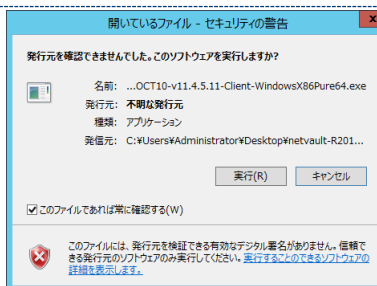 開いているファイル - セキュリティの警告
x
発行元を確認できませんでした。このソフトウェアを実行しますか?
名前: ...OCT10-v11.4.5.11-Client-WindowsX86Pure64.exe
発行元: 不明な発行元
種類: アプリケーション
発信元: C:¥Users¥Administrator¥Desktop¥netvault-R201...
実行(R) キャンセル
このファイルであれば常に確認する(W)
このファイルには、発行元を検証できる有効なデジタル署名がありません。信頼で
きる発行元のソフトウェアのみ実行してください。実行することのできるソフトウェアの
詳細を表示します。